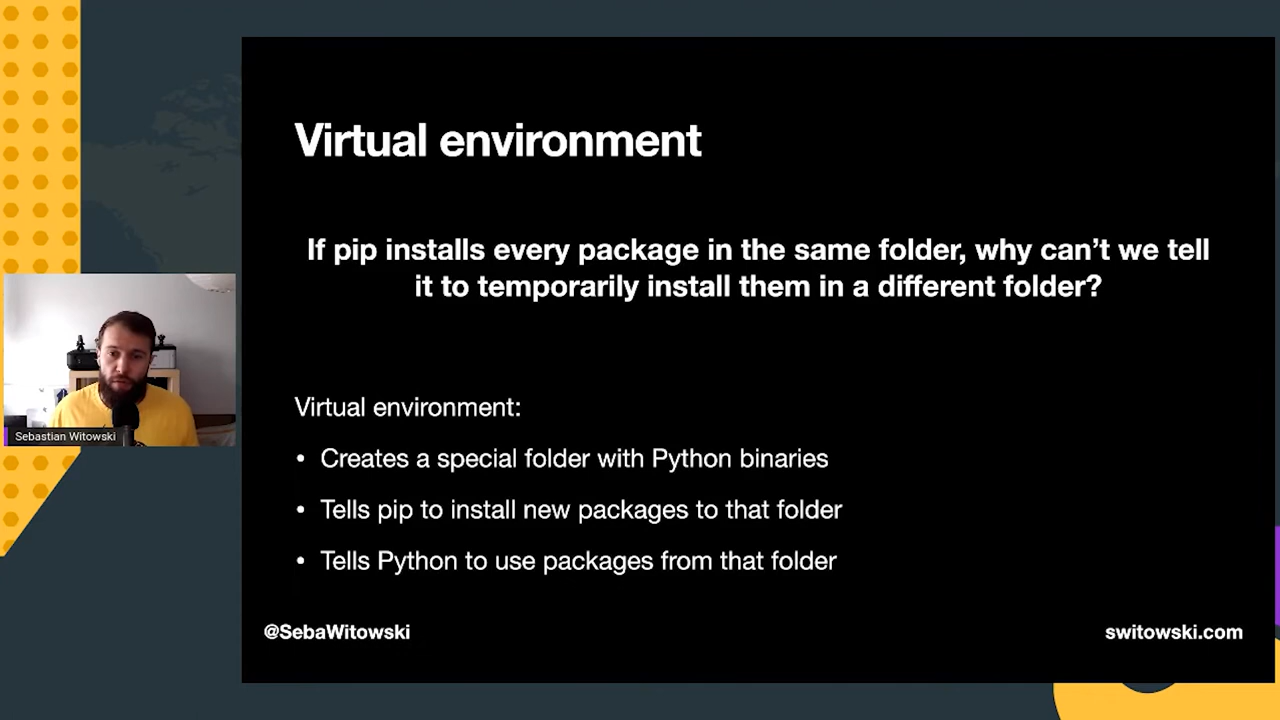 Virtual environment
If pip installs every package in the same folder, why can’t we tell
it to temporarily install them in a different folder?
Virtual environment:
• Creates a special folder with Python binaries
• Tells pip to install new packages to that folder
• Tells Python to use packages from that folder
@SebaWitowski
switowski.com
Sebastian Witowski